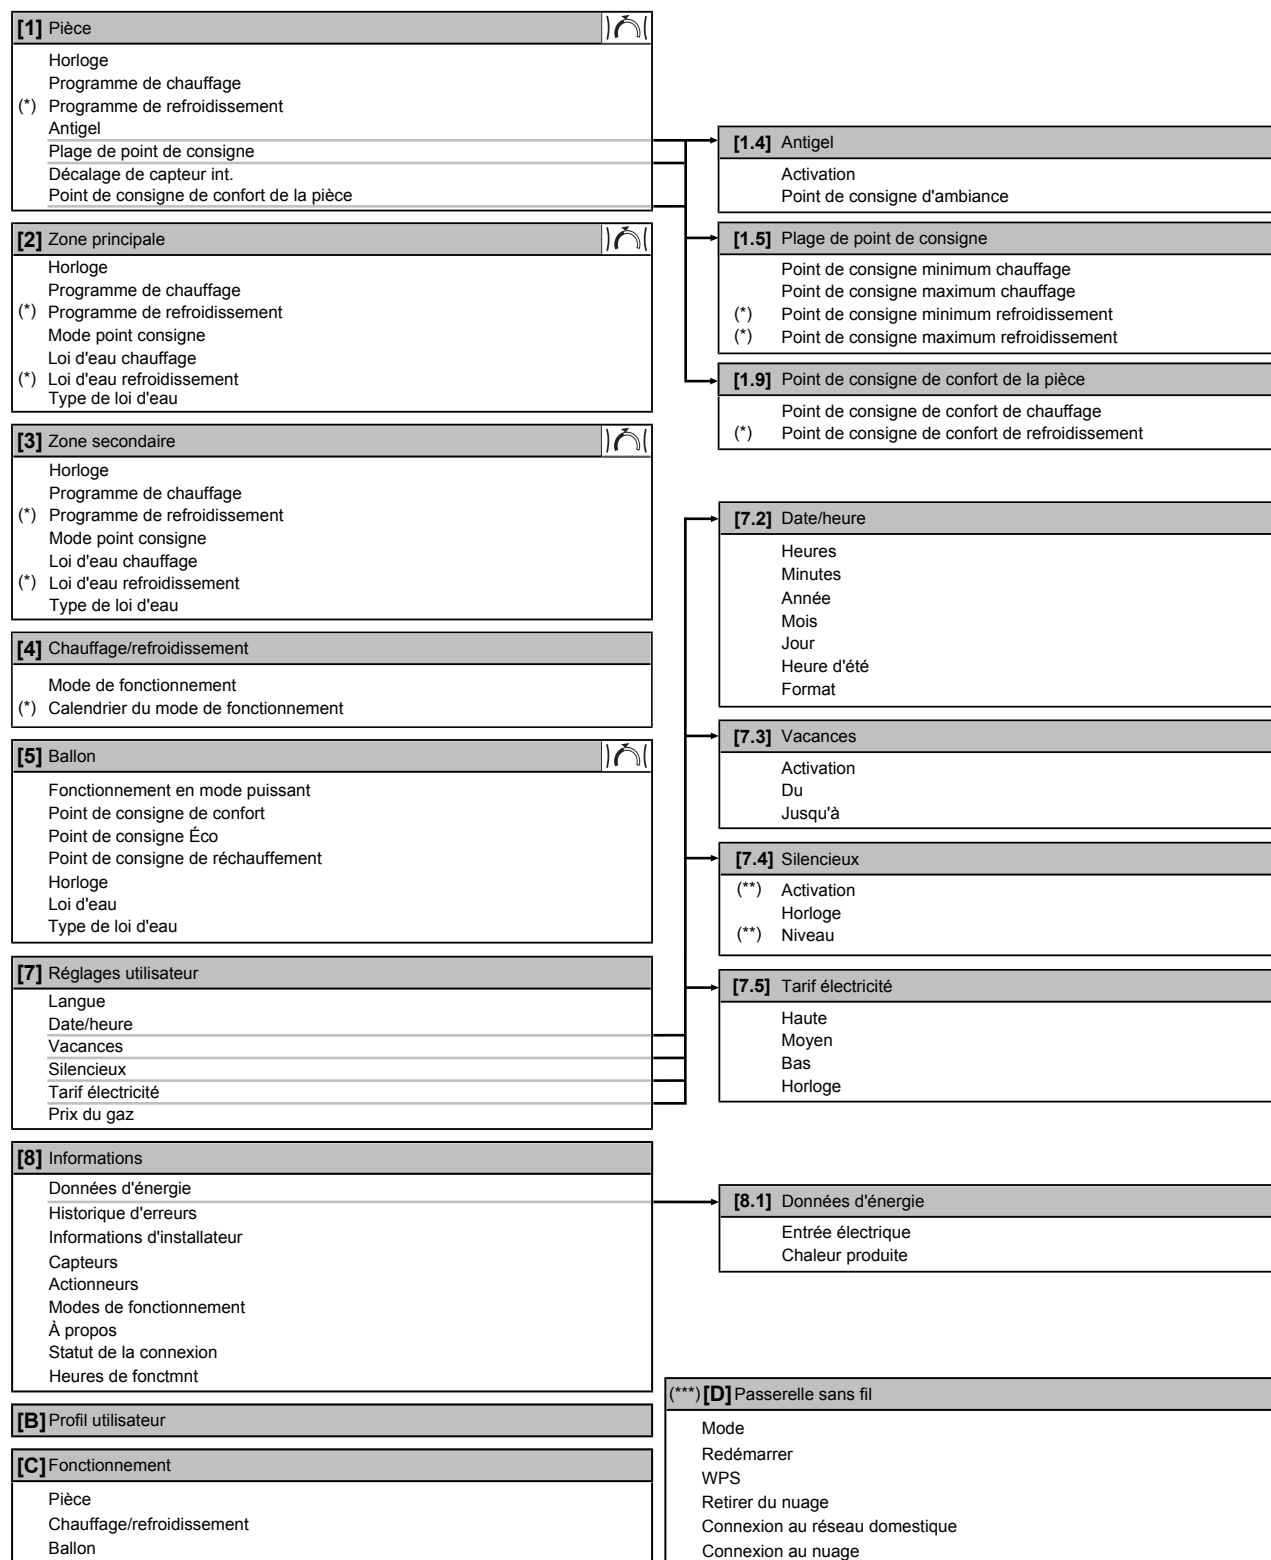 [1] Pièce
Horloge
Programme de chauffage
(*) Programme de refroidissement
Antigel
Plage de point de consigne
Décalage de capteur int.
Point de consigne de confort de la pièce
[2] Zone principale
Horloge
Programme de chauffage
(*) Programme de refroidissement
Mode point consigne
Loi d'eau chauffage
(*) Loi d'eau refroidissement
Type de loi d'eau
[3] Zone secondaire
Horloge
Programme de chauffage
(*) Programme de refroidissement
Mode point consigne
Loi d'eau chauffage
(*) Loi d'eau refroidissement
Type de loi d'eau
[4] Chauffage/refroidissement
Mode de fonctionnement
(*) Calendrier du mode de fonctionnement
[5] Ballon
Fonctionnement en mode puissant
Point de consigne de confort
Point de consigne Éco
Point de consigne de réchauffement
Horloge
Loi d'eau
Type de loi d'eau
[7] Réglages utilisateur
Langue
Date/heure
Vacances
Silencieux
Tarif électricité
Prix du gaz
[8] Informations
Données d'énergie
Historique d'erreurs
Informations d'installateur
Capteurs
Actionneurs
Modes de fonctionnement
À propos
Statut de la connexion
Heures de fonctmnt
[B] Profil utilisateur
[C] Fonctionnement
Pièce
Chauffage/refroidissement
Ballon
[1.4] Antigel
Activation
Point de consigne d'ambiance
[1.5] Plage de point de consigne
Point de consigne minimum chauffage
Point de consigne maximum chauffage
(*) Point de consigne minimum refroidissement
(*) Point de consigne maximum refroidissement
[1.9] Point de consigne de confort de la pièce
Point de consigne de confort de chauffage
(*) Point de consigne de confort de refroidissement
[7.2] Date/heure
Heures
Minutes
Année
Mois
Jour
Heure d'été
Format
[7.3] Vacances
Activation
Du
Jusqu'à
[7.4] Silencieux
(**) Activation
Horloge
(**) Niveau
[7.5] Tarif électricité
Haute
Moyen
Bas
Horloge
[8.1] Données d'énergie
Entrée électrique
Chaleur produite
(***) [D] Passerelle sans fil
Mode
Redémarrer
WPS
Retirer du nuage
Connexion au réseau domestique
Connexion au nuage